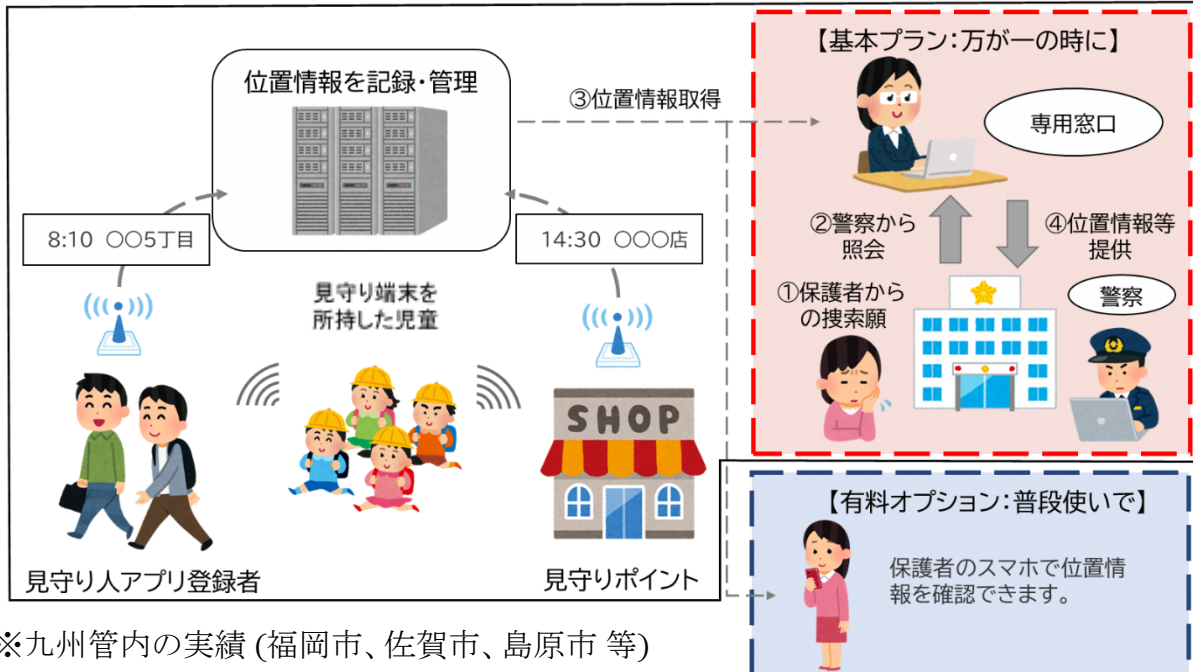 位置情報を記録・管理
8:10 ○○5丁目
14:30 ○○○店
見守り端末を
所持した児童
SHOP
見守り人アプリ登録者
見守りポイント
③位置情報取得
【基本プラン：万が一の時に】
専用窓口
②警察から
照会
④位置情報等
提供
①保護者から
の捜索願
警察
【有料オプション：普段使いで】
保護者のスマホで位置情
報を確認できます。
※九州管内の実績 (福岡市、佐賀市、島原市 等)